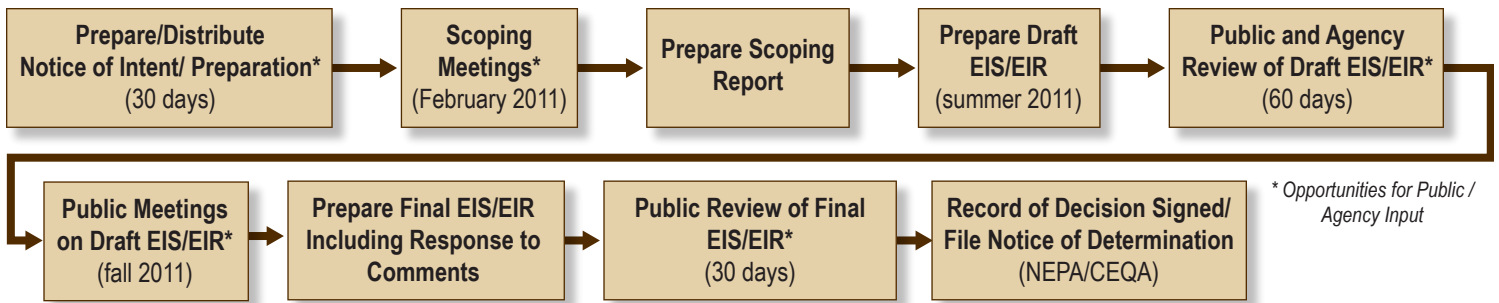 Prepare/Distribute
Notice of Intent/ Preparation*
(30 days)
Scoping
Meetings*
(February 2011)
Prepare Scoping
Report
Prepare Draft
EIS/EIR
(summer 2011)
Public and Agency
Review of Draft EIS/EIR*
(60 days)
Public Meetings
on Draft EIS/EIR*
(fall 2011)
Prepare Final EIS/EIR
Including Response to
Comments
Public Review of Final
EIS/EIR*
(30 days)
Record of Decision Signed/
File Notice of Determination
(NEPA/CEQA)
* Opportunities for Public /
Agency Input